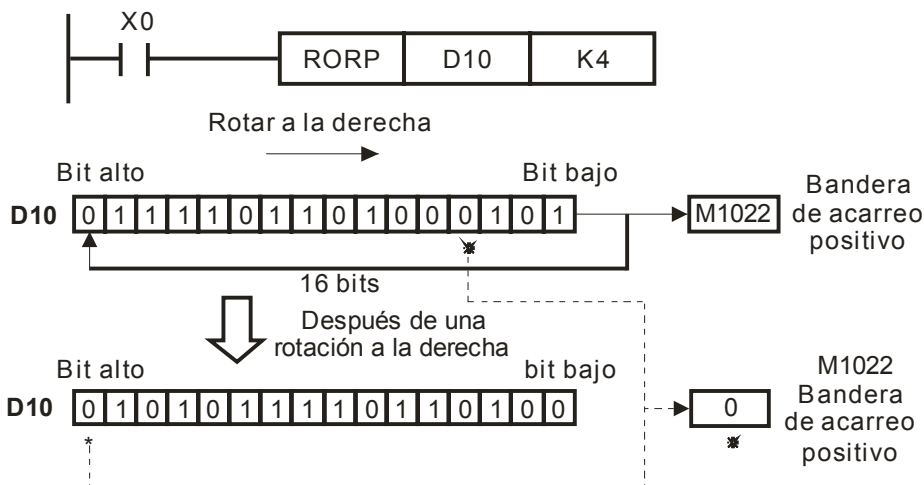 X0
RORP D10 K4
Rotar a la derecha
Bit alto Bit bajo
D10 0 1 1 1 1 0 1 1 0 1 0 0 0 1 0 1 M1022 Bandera de acarreo positivo
16 bits
Después de una
rotación a la derecha
Bit alto bit bajo
D10 0 1 0 1 0 1 1 1 1 0 1 1 0 1 0 0 0
M1022
Bandera
de acarreo
positivo
*